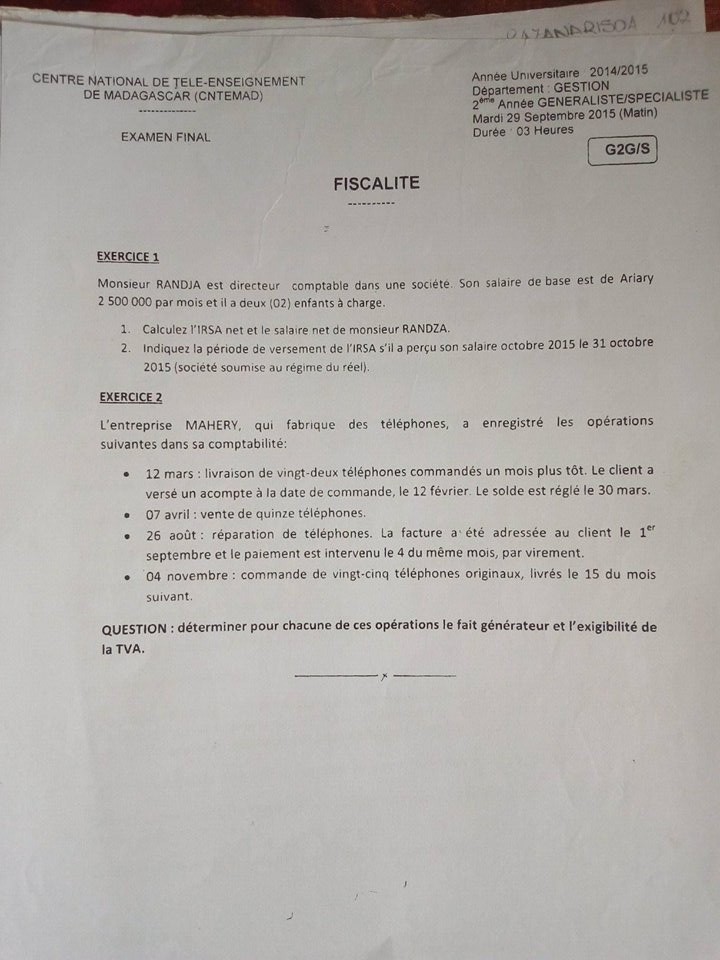 RAZANDRISOA 102
CENTRE NATIONAL DE TELE-ENSEIGNEMENT
DE MADAGASCAR (CNTEMAD)
------------
EXAMEN FINAL
Année Universitaire : 2014/2015
Département : GESTION
2ème Année GENERALISTE/SPECIALISTE
Mardi 29 Septembre 2015 (Matin)
Durée : 03 Heures
G2G/S
FISCALITE
----------
EXERCICE 1
Monsieur RANDJA est directeur comptable dans une société. Son salaire de base est de Ariary
2 500 000 par mois et il a deux (02) enfants à charge.
1. Calculez l'IRSA net et le salaire net de monsieur RANDZA.
2. Indiquez la période de versement de l'IRSA s'il a perçu son salaire octobre 2015 le 31 octobre
2015 (société soumise au régime du réel).
EXERCICE 2
L'entreprise MAHERY, qui fabrique des téléphones, a enregistré les opérations
suivantes dans sa comptabilité:
• 12 mars : livraison de vingt-deux téléphones commandés un mois plus tôt. Le client a
versé un acompte à la date de commande, le 12 février. Le solde est réglé le 30 mars.
• 07 avril : vente de quinze téléphones.
• 26 août : réparation de téléphones. La facture a été adressée au client le 1er
septembre et le paiement est intervenu le 4 du même mois, par virement.
• 04 novembre : commande de vingt-cinq téléphones originaux, livrés le 15 du mois
suivant.
QUESTION : déterminer pour chacune de ces opérations le fait générateur et l'exigibilité de
la TVA.